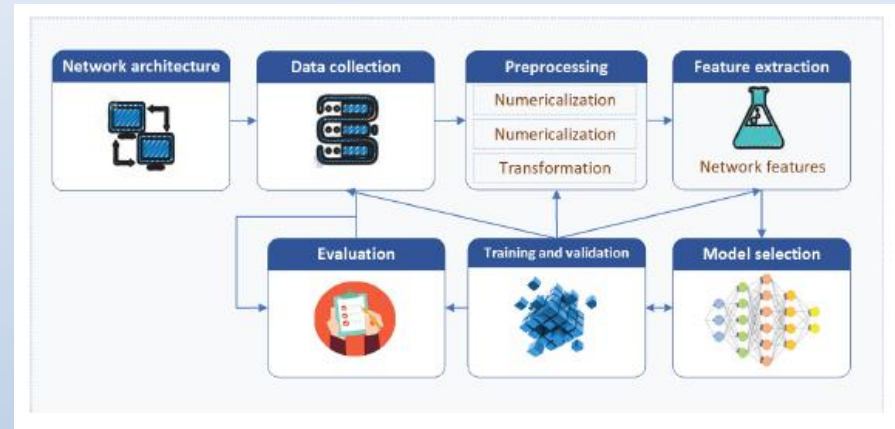 Network architecture
Data collection
Preprocessing
Numericalization
Numericalization
Transformation
Feature extraction
Network features
Evaluation
Training and validation
Model selection